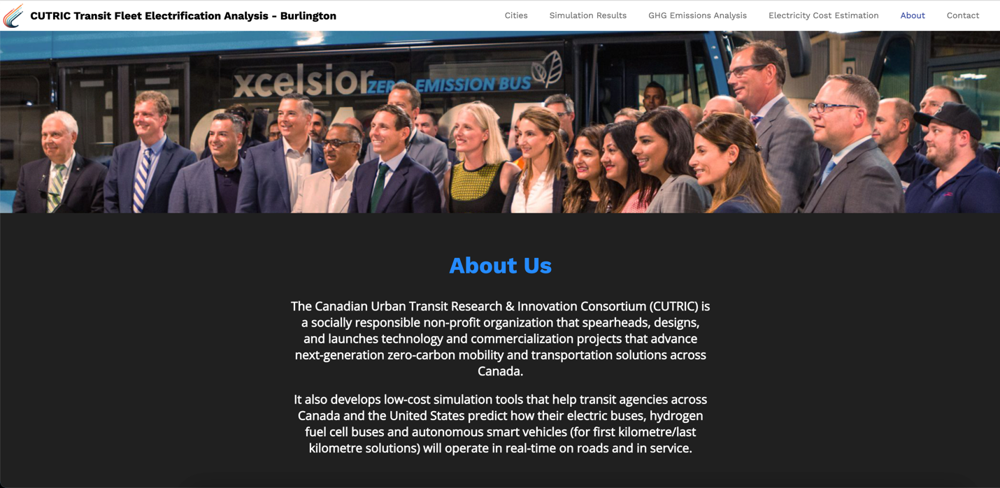 CUTRIC Transit Fleet Electrification Analysis - Burlington
Cities
Simulation Results
GHG Emissions Analysis
Electricity Cost Estimation
About
Contact
xcelsior
ZERO EMISSION BUS
About Us
The Canadian Urban Transit Research & Innovation Consortium (CUTRIC) is
a socially responsible non-profit organization that spearheads, designs,
and launches technology and commercialization projects that advance
next-generation zero-carbon mobility and transportation solutions across
Canada.
It also develops low-cost simulation tools that help transit agencies across
Canada and the United States predict how their electric buses, hydrogen
fuel cell buses and autonomous smart vehicles (for first kilometre/last
kilometre solutions) will operate in real-time on roads and in service.